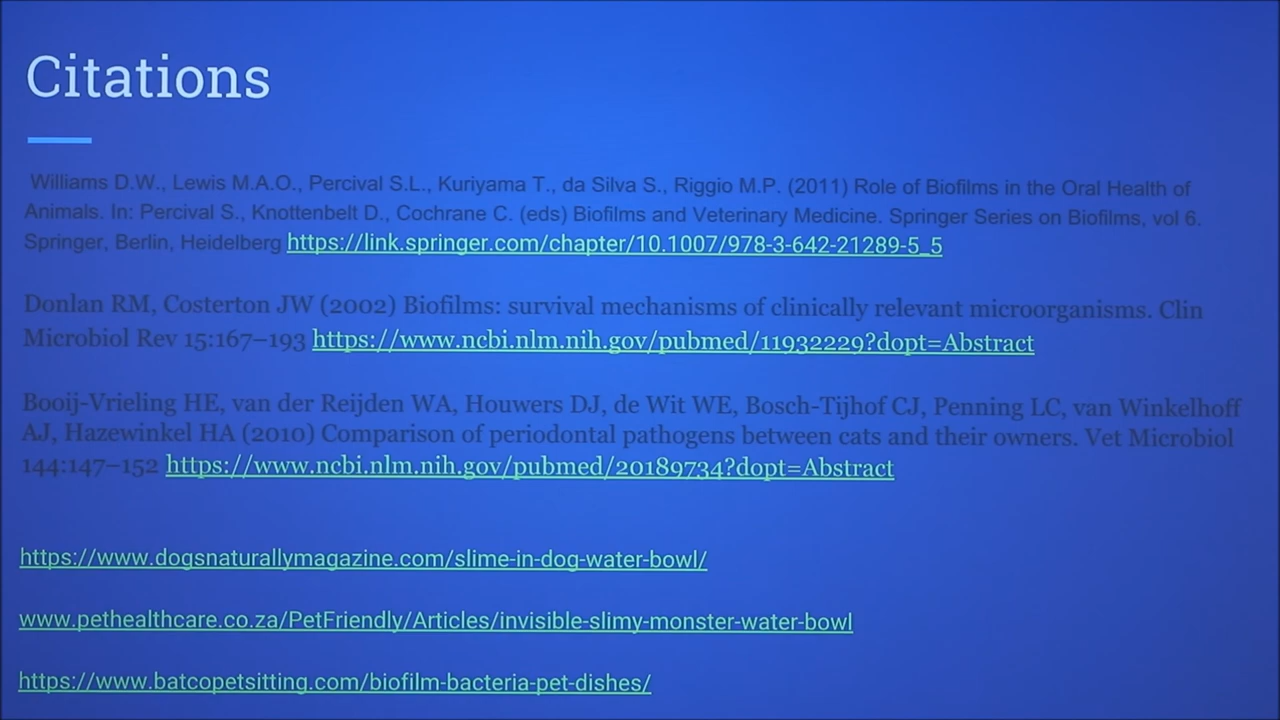 Citations
Williams D.W., Lewis M.A.O., Percival S.L., Kuriyama T., da Silva S., Riggio M.P. (2011) Role of Biofilms in the Oral Health of
Animals. In: Percival S., Knottenbelt D., Cochrane C. (eds) Biofilms and Veterinary Medicine. Springer Series on Biofilms, vol 6.
Springer, Berlin, Heidelberg https://link.springer.com/chapter/10.1007/978-3-642-21289-5_5
Donlan RM, Costerton JW (2002) Biofilms: survival mechanisms of clinically relevant microorganisms. Clin
Microbiol Rev 15:167–193 https://www.ncbi.nlm.nih.gov/pubmed/11932229?dopt=Abstract
Booij-Vrieling HE, van der Reijden WA, Houwers DJ, de Wit WE, Bosch-Tijhof CJ, Penning LC, van Winkelhoff
AJ, Hazewinkel HA (2010) Comparison of periodontal pathogens between cats and their owners. Vet Microbiol
144:147–152 https://www.ncbi.nlm.nih.gov/pubmed/20189734?dopt=Abstract
https://www.dogsnaturallymagazine.com/slime-in-dog-water-bowl/
www.pethealthcare.co.za/PetFriendly/Articles/invisible-slimy-monster-water-bowl
https://www.batcopetsitting.com/biofilm-bacteria-pet-dishes/